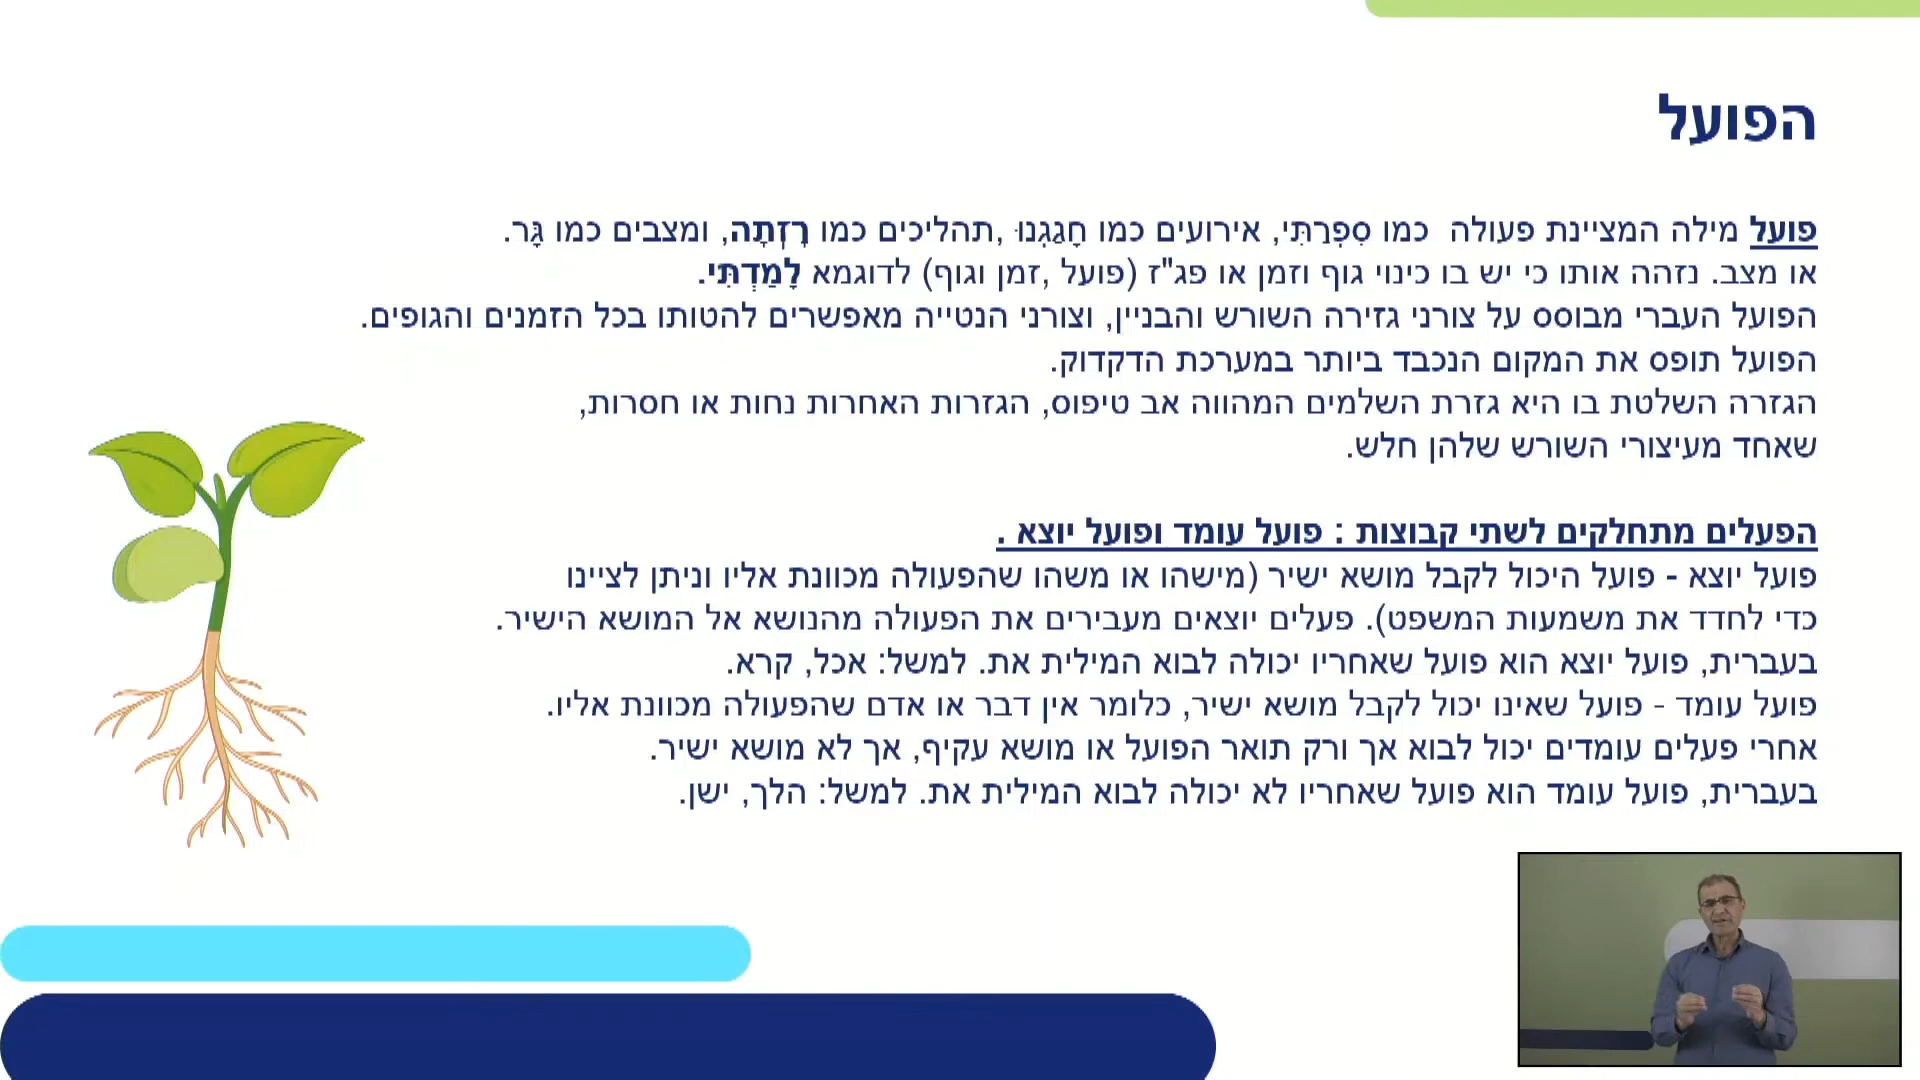 הפועל
פועל מילה המציינת פעולה כמו סִפְּרַתִּי, אירועים כמו חָגַגְנוּ ,תהליכים כמו רָזְתָה, ומצבים כמו גָּר.
או מצב. נזהה אותו כי יש בו כינוי גוף וזמן או פג"ז (פועל ,זמן וגוף) לדוגמא לָמַדְתִּי.
הפועל העברי מבוסס על צורני גזירה השורש והבניין, וצורני הנטייה מאפשרים להטותו בכל הזמנים והגופים.
הפועל תופס את המקום הנכבד ביותר במערכת הדקדוק.
הגזרה השלטת בו היא גזרת השלמים המהווה אב טיפוס, הגזרות האחרות נחות או חסרות,
שאחד מעיצורי השורש שלהן חלש.
הפעלים מתחלקים לשתי קבוצות : פועל עומד ופועל יוצא .
פועל יוצא - פועל היכול לקבל מושא ישיר (מישהו או משהו שהפעולה מכוונת אליו וניתן לציינו
כדי לחדד את משמעות המשפט). פעלים יוצאים מעבירים את הפעולה מהנושא אל המושא הישיר.
בעברית, פועל יוצא הוא פועל שאחריו יכולה לבוא המילית את. למשל: אכל, קרא.
פועל עומד - פועל שאינו יכול לקבל מושא ישיר, כלומר אין דבר או אדם שהפעולה מכוונת אליו.
אחרי פעלים עומדים יכול לבוא אך ורק תואר הפועל או מושא עקיף, אך לא מושא ישיר.
בעברית, פועל עומד הוא פועל שאחריו לא יכולה לבוא המילית את. למשל: הלך, ישן.